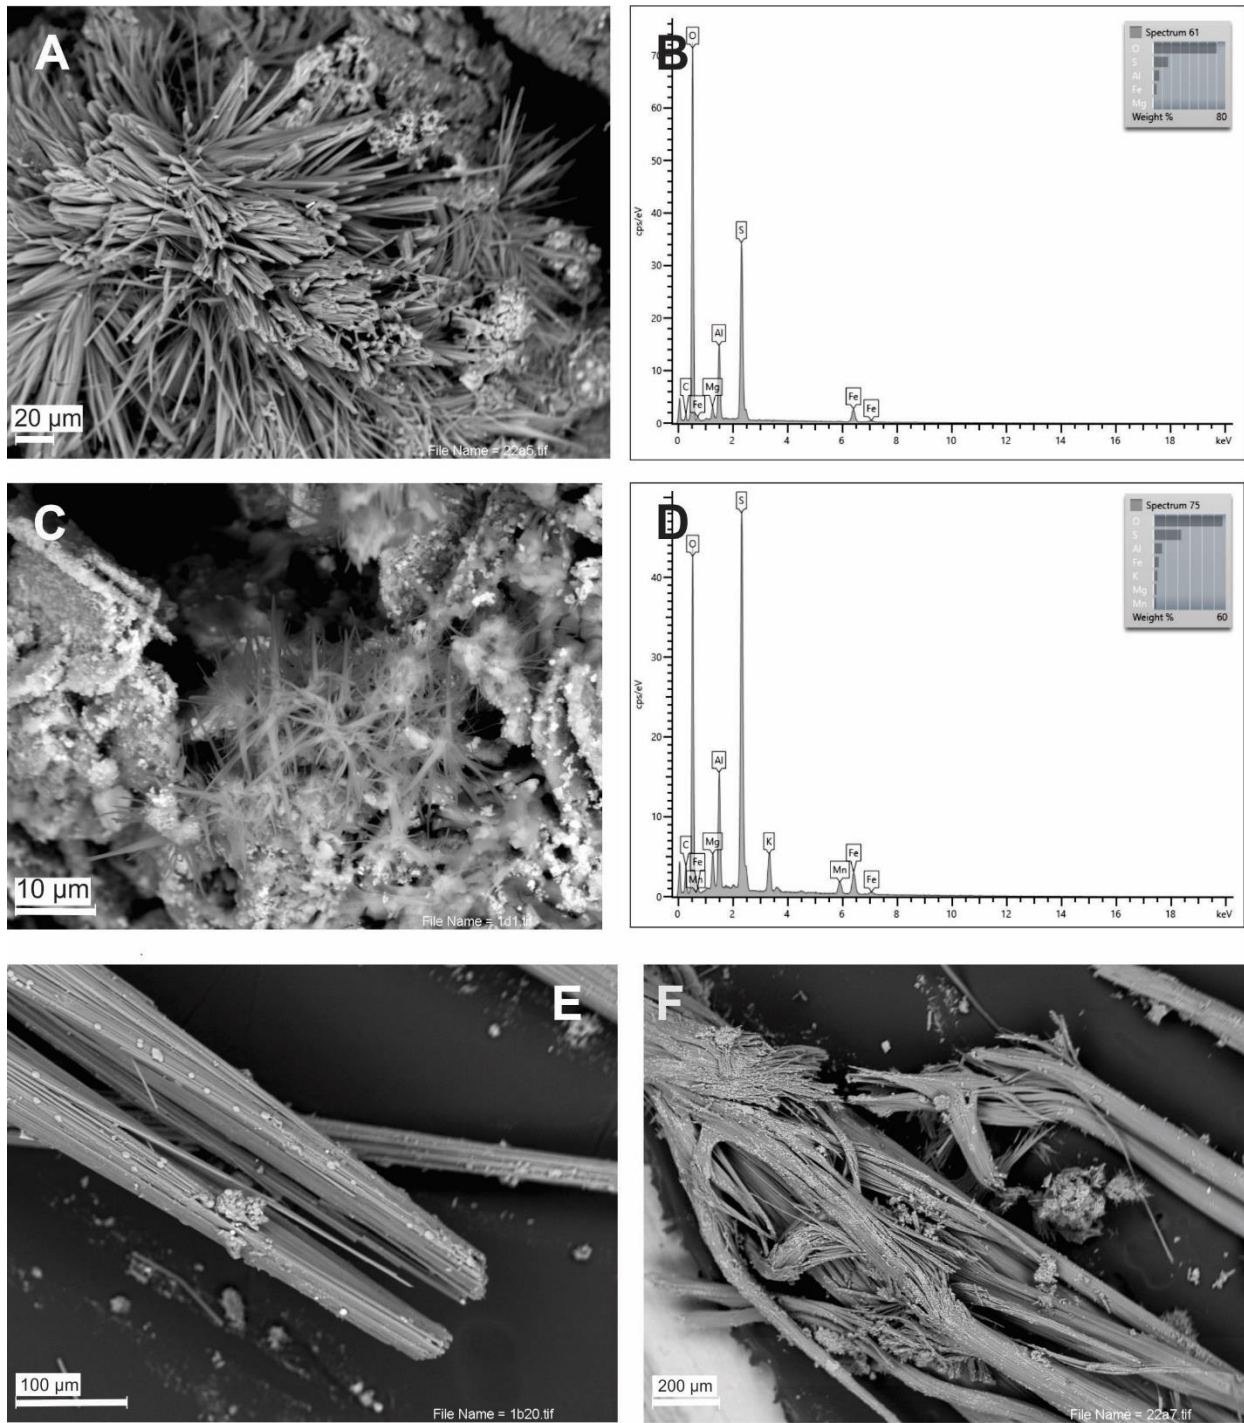 A
20 µm
File Name = 22a5.tif
B
Spectrum 61
O
S
Al
Fe
Mg
Weight % 80
cps/eV
70
60
50
40
30
20
10
0
O
S
Al
C
Mg
Fe
Fe
Fe
0 2 4 6 8 10 12 14 16 18 keV
C
10 µm
File Name = 1d1.tif
D
Spectrum 75
O
S
Al
Fe
K
Mg
Mn
Weight % 60
cps/eV
40
30
20
10
0
S
O
Al
C
Fe
Mn
Mg
K
Mn
Fe
Fe
0 2 4 6 8 10 12 14 16 18 keV
E
100 µm
File Name = 1b20.tif
F
200 µm
File Name = 22a7.tif